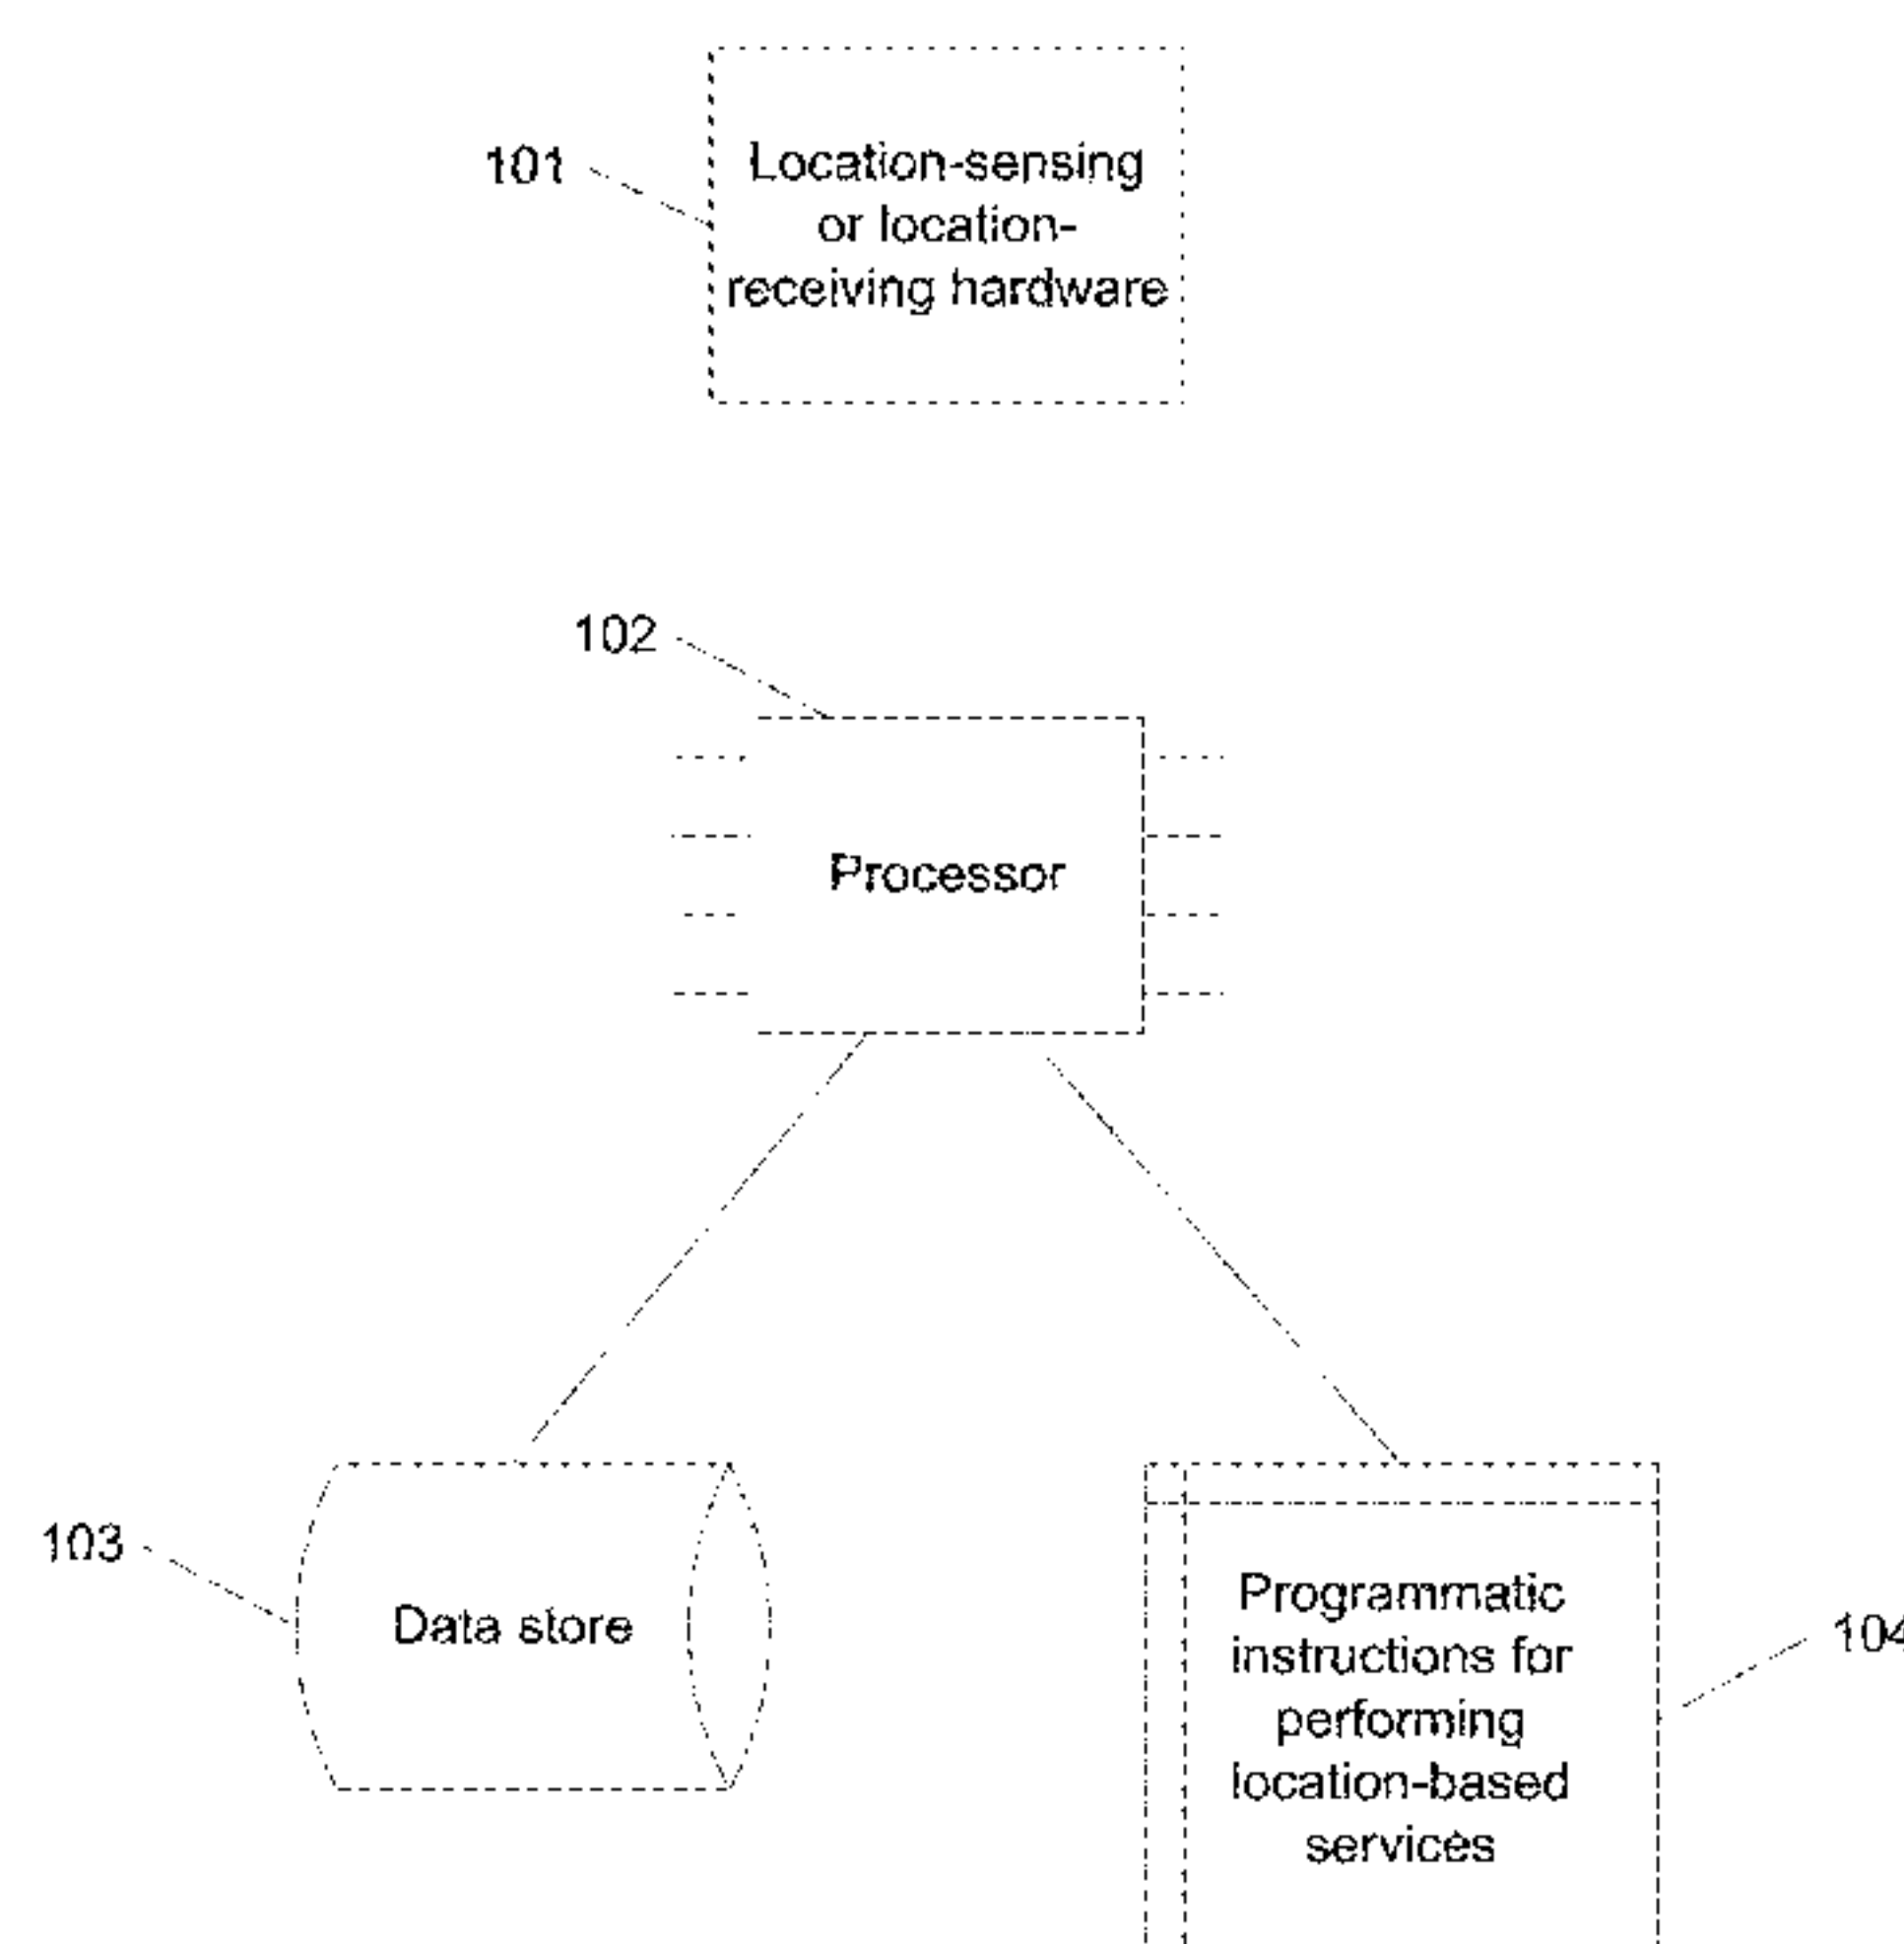 101
Location-sensing
or location-
receiving hardware
102
Processor
103
Data store
Programmatic
instructions for
performing
location-based
services
104